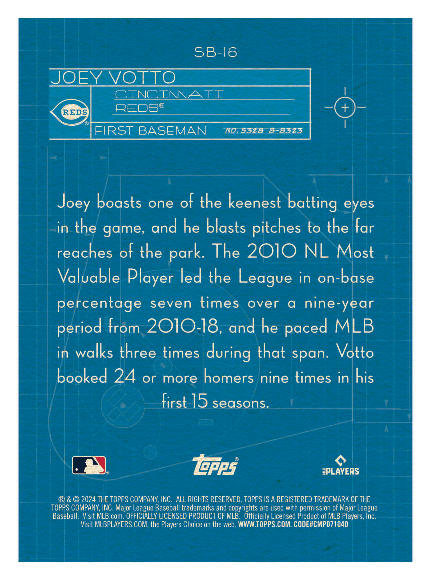 SB-16
JOEY VOTTO
CINCINNATI
REDS
REDS®
FIRST BASEMAN NO. 5328 B-8323
Joey boasts one of the keenest batting eyes
in the game, and he blasts pitches to the far
reaches of the park. The 2010 NL Most
Valuable Player led the League in on-base
percentage seven times over a nine-year
period from 2010-18, and he paced MLB
in walks three times during that span. Votto
booked 24 or more homers nine times in his
first 15 seasons.
Topps®
PLAYERS
® & © 2024 THE TOPPS COMPANY, INC. ALL RIGHTS RESERVED. TOPPS IS A REGISTERED TRADEMARK OF THE
TOPPS COMPANY, INC. Major League Baseball trademarks and copyrights are used with permission of Major League
Baseball. Visit MLB.com. OFFICIALLY LICENSED PRODUCT OF MLB. Officially Licensed Product of MLB Players, Inc.
Visit MLBPLAYERS.COM, the Players Choice on the web. WWW.TOPPS.COM. CODE#CMP071040